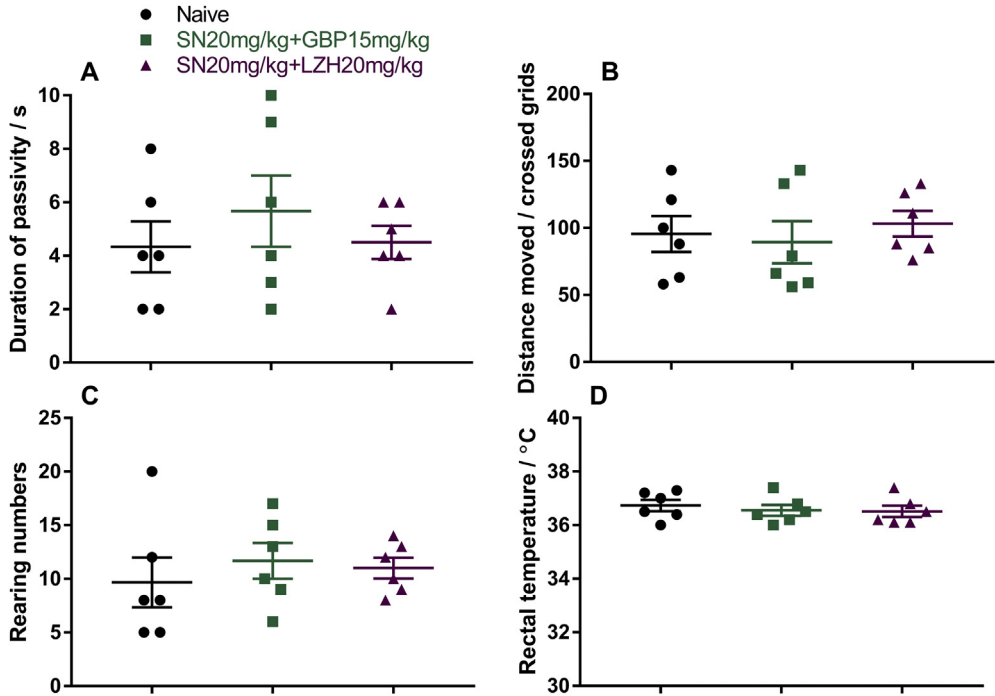 Naive
SN20mg/kg+GBP15mg/kg
SN20mg/kg+LZH20mg/kg
A
Duration of passivity / s
10
8
6
4
2
0
B
Distance moved / crossed grids
200
150
100
50
0
C
Rearing numbers
25
20
15
10
5
0
D
Rectal temperature / °C
40
38
36
34
32
30